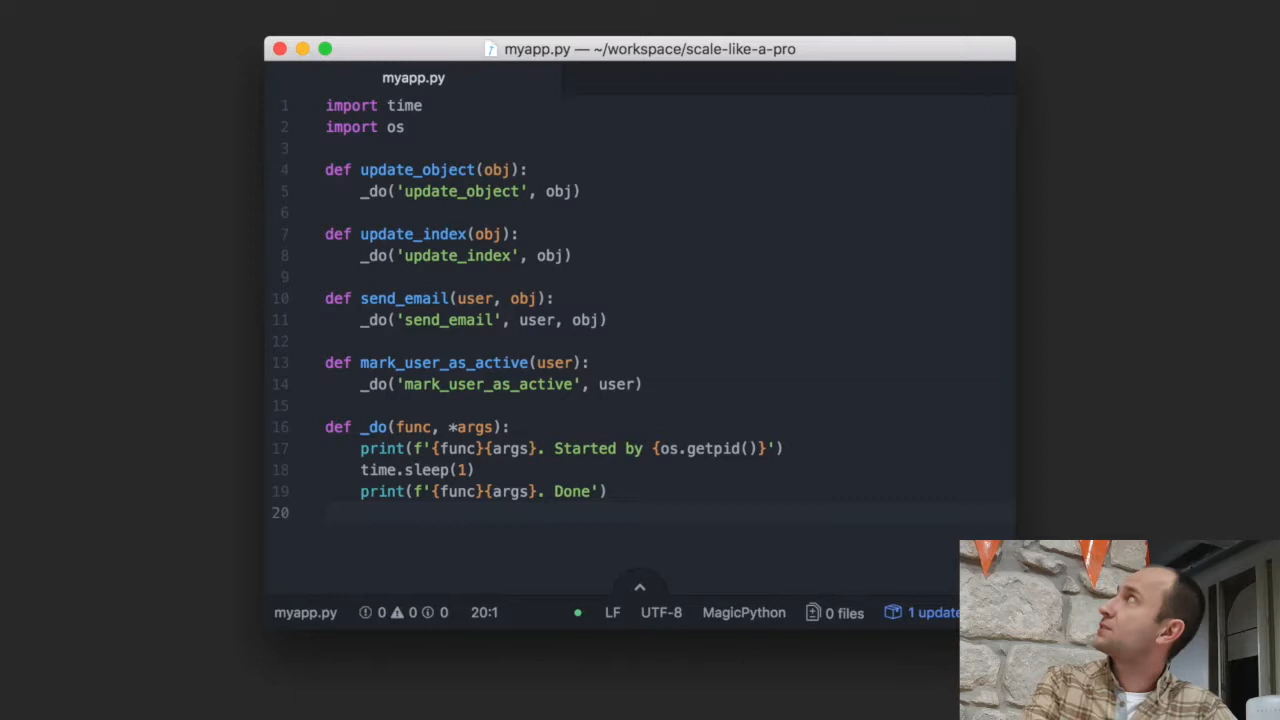 myapp.py — ~/workspace/scale-like-a-pro
myapp.py
1 import time
2 import os
3
4 def update_object(obj):
5     _do('update_object', obj)
6
7 def update_index(obj):
8     _do('update_index', obj)
9
10 def send_email(user, obj):
11     _do('send_email', user, obj)
12
13 def mark_user_as_active(user):
14     _do('mark_user_as_active', user)
15
16 def _do(func, *args):
17     print(f'{func}{args}. Started by {os.getpid()}')
18     time.sleep(1)
19     print(f'{func}{args}. Done')
20
myapp.py 0 0 0 20:1 LF UTF-8 MagicPython 0 files 1 update